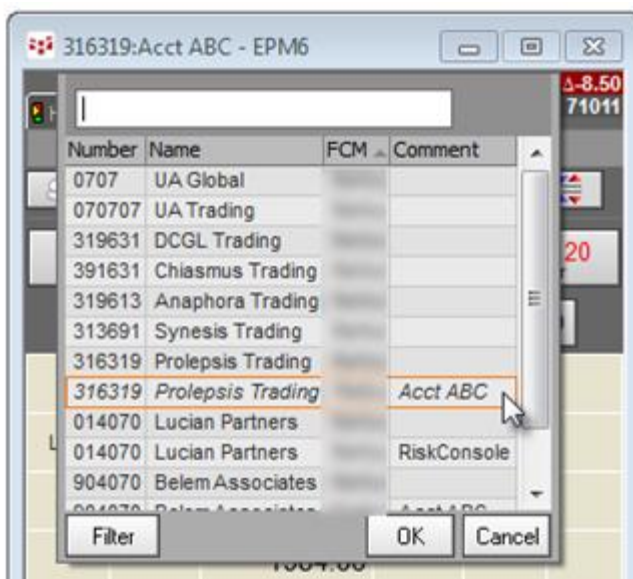 316319:Acct ABC - EPM6
Δ-8.50
71011
Number Name FCM Comment
0707 UA Global
070707 UA Trading
319631 DCGL Trading
20
391631 Chiasmus Trading
319613 Anaphora Trading
313691 Synesis Trading
316319 Prolepsis Trading
316319 Prolepsis Trading Acct ABC
014070 Lucian Partners
014070 Lucian Partners RiskConsole
904070 Belem Associates
Filter OK Cancel